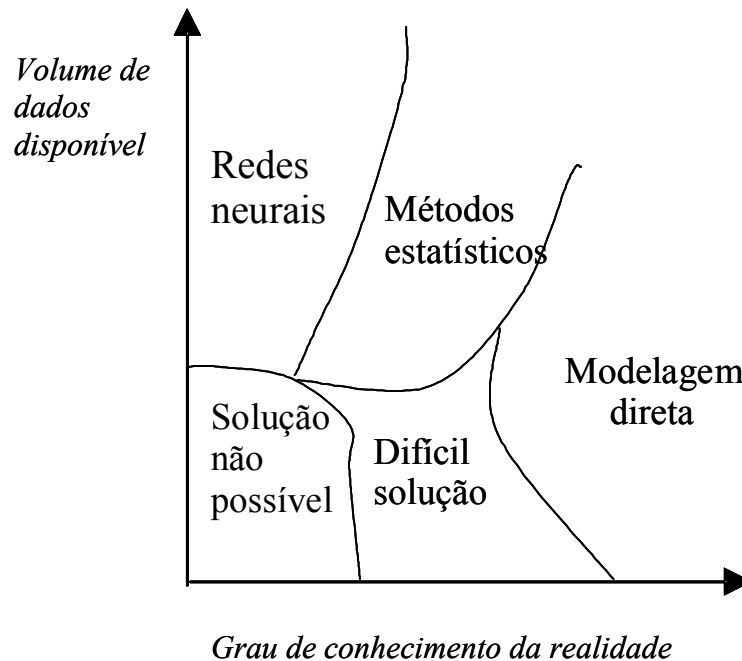 Volume de
dados
disponível
Redes
neurais
Métodos
estatísticos
Modelagem
direta
Solução
não
possível
Difícil
solução
Grau de conhecimento da realidade